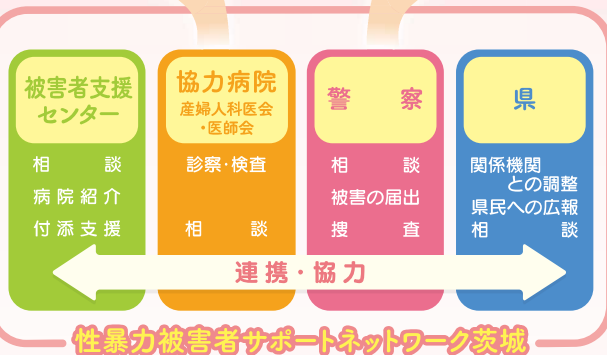 被害者支援
センター
相談
病院紹介
付添支援
協力病院
産婦人科医会
・医師会
診察・検査
相談
警察
相談
被害の届出
捜査
県
関係機関
との調整
県民への広報
相談
連携・協力
性暴力被害者サポートネットワーク茨城